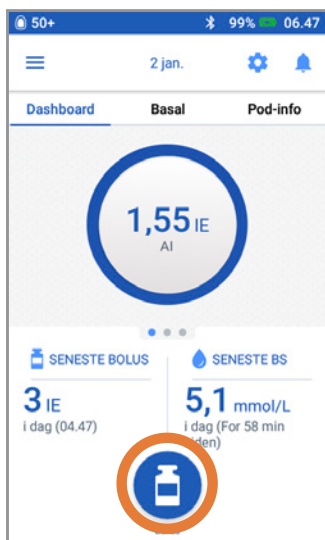 50+ 99% 06.47
2 jan.
Dashboard Basal Pod-info
1,55 IE
AI
SENESTE BOLUS SENESTE BS
3 IE 5,1 mmol/L
i dag (04.47) i dag (For 58 min